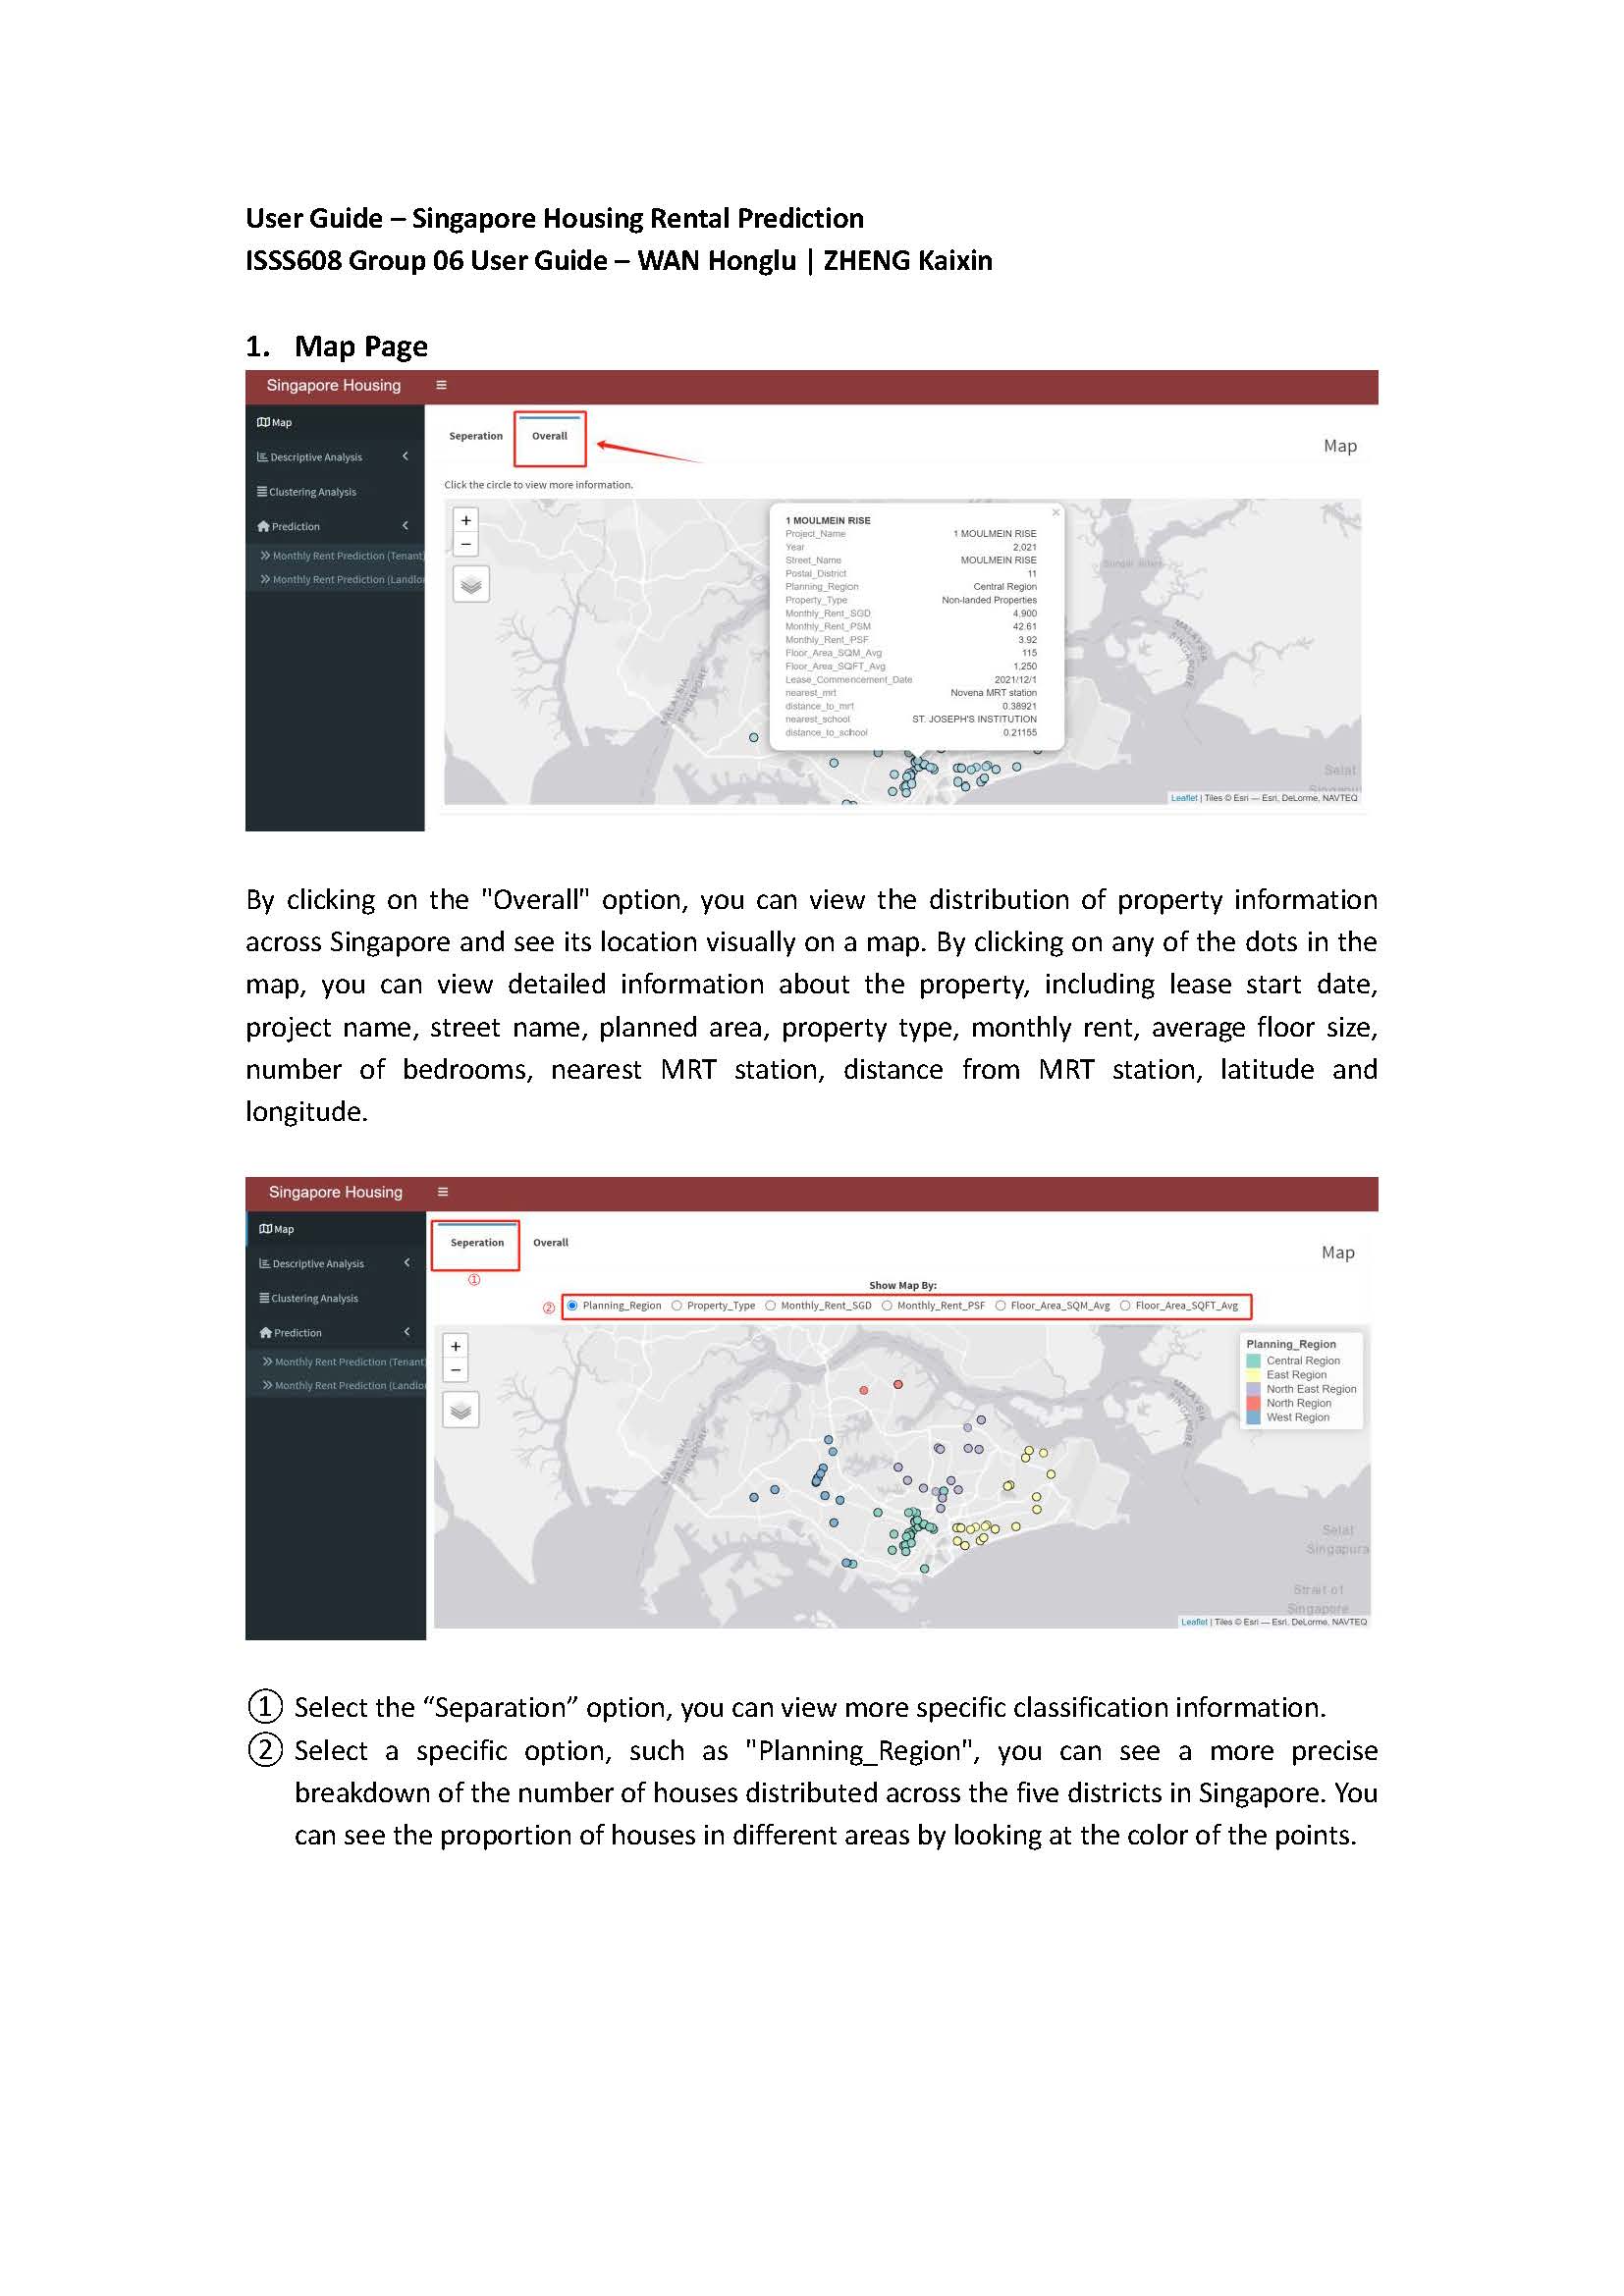 User Guide – Singapore Housing Rental Prediction
ISSS608 Group 06 User Guide – WAN Honglu | ZHENG Kaixin
1. Map Page
Singapore Housing
Map
Descriptive Analysis
Clustering Analysis
Prediction
Monthly Rent Prediction (Tenant)
Monthly Rent Prediction (Landlo
Seperation
Overall
Map
Click the circle to view more information.
+
−
×
1 MOULMEIN RISE
Project_Name 1 MOULMEIN RISE
Year 2,021
Street_Name MOULMEIN RISE
Postal_District 11
Planning_Region Central Region
Property_Type Non-landed Properties
Monthly_Rent_SGD 4,900
Monthly_Rent_PSM 42.61
Monthly_Rent_PSF 3.92
Floor_Area_SQM_Avg 115
Floor_Area_SQFT_Avg 1,250
Lease_Commencement_Date 2021/12/1
nearest_mrt Novena MRT station
distance_to_mrt 0.38921
nearest_school ST. JOSEPH'S INSTITUTION
distance_to_school 0.21155
MALAYSIA
SINGAPORE
MALAYSIA
SINGAPORE
Selat
Leaflet | Tiles © Esri — Esri, DeLorme, NAVTEQ
By clicking on the "Overall" option, you can view the distribution of property information
across Singapore and see its location visually on a map. By clicking on any of the dots in the
map, you can view detailed information about the property, including lease start date,
project name, street name, planned area, property type, monthly rent, average floor size,
number of bedrooms, nearest MRT station, distance from MRT station, latitude and
longitude.
Singapore Housing
Map
Descriptive Analysis
Clustering Analysis
Prediction
Monthly Rent Prediction (Tenant)
Monthly Rent Prediction (Landlo
Seperation
Overall
Map
①
Show Map By:
② Planning_Region Property_Type Monthly_Rent_SGD Monthly_Rent_PSF Floor_Area_SQM_Avg Floor_Area_SQFT_Avg
+
−
Planning_Region
Central Region
East Region
North East Region
North Region
West Region
MALAYSIA
SINGAPORE
MALAYSIA
SINGAPORE
Selat
Singapura
Strait of
Singapore
Leaflet | Tiles © Esri — Esri, DeLorme, NAVTEQ
① Select the “Separation” option, you can view more specific classification information.
② Select a specific option, such as "Planning_Region", you can see a more precise
breakdown of the number of houses distributed across the five districts in Singapore. You
can see the proportion of houses in different areas by looking at the color of the points.